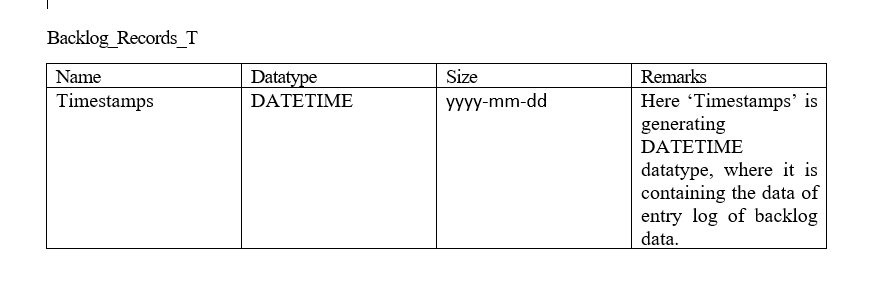 Backlog_Records_T
Name Datatype Size Remarks
Timestamps DATETIME yyyy-mm-dd Here ‘Timestamps’ is
generating
DATETIME
datatype, where it is
containing the data of
entry log of backlog
data.